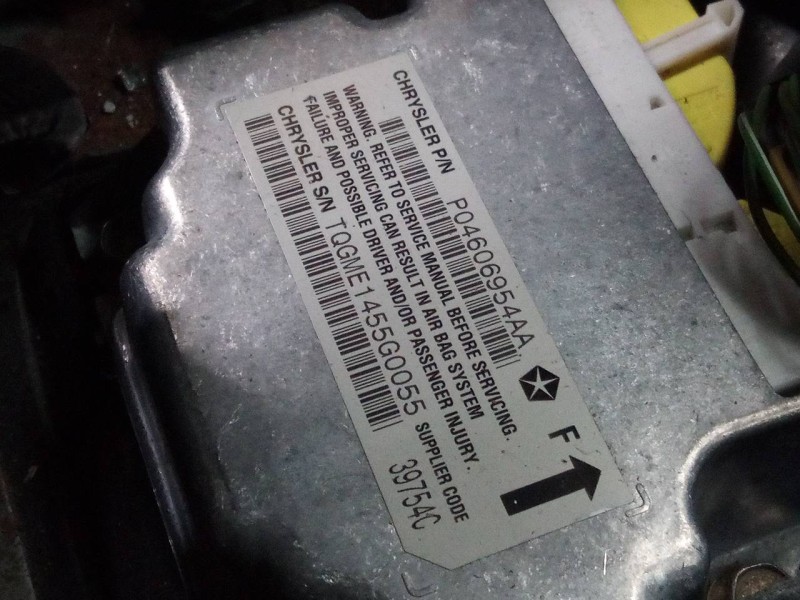 CHRYSLER P/N P04606954AA
WARNING. REFER TO SERVICE MANUAL BEFORE SERVICING.
IMPROPER SERVICING CAN RESULT IN AIR BAG SYSTEM
FAILURE AND POSSIBLE DRIVER AND/OR PASSENGER INJURY.
CHRYSLER S/N TQGME1455G0055 SUPPLIER CODE
39754C
F